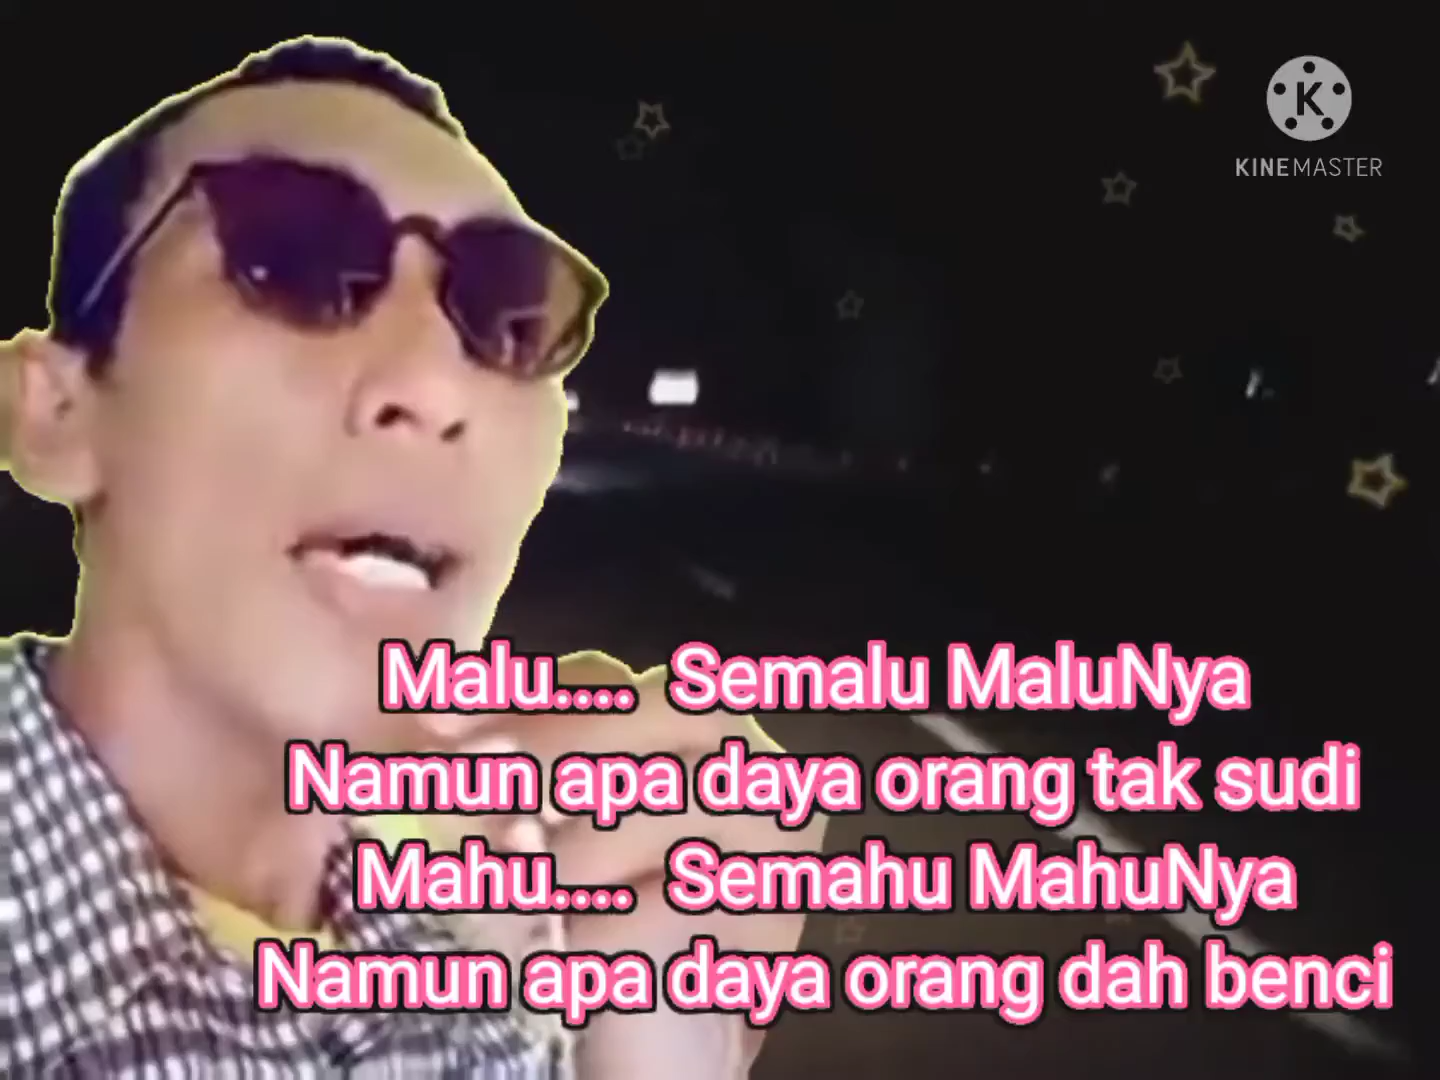 K
KINEMASTER
Malu.... Semalu MaluNya
Namun apa daya orang tak sudi
Mahu.... Semahu MahuNya
Namun apa daya orang dah benci